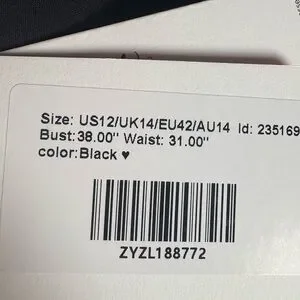 Size: US12/UK14/EU42/AU14 Id: 235169
Bust:38.00'' Waist: 31.00''
color:Black ♥
ZYZL188772